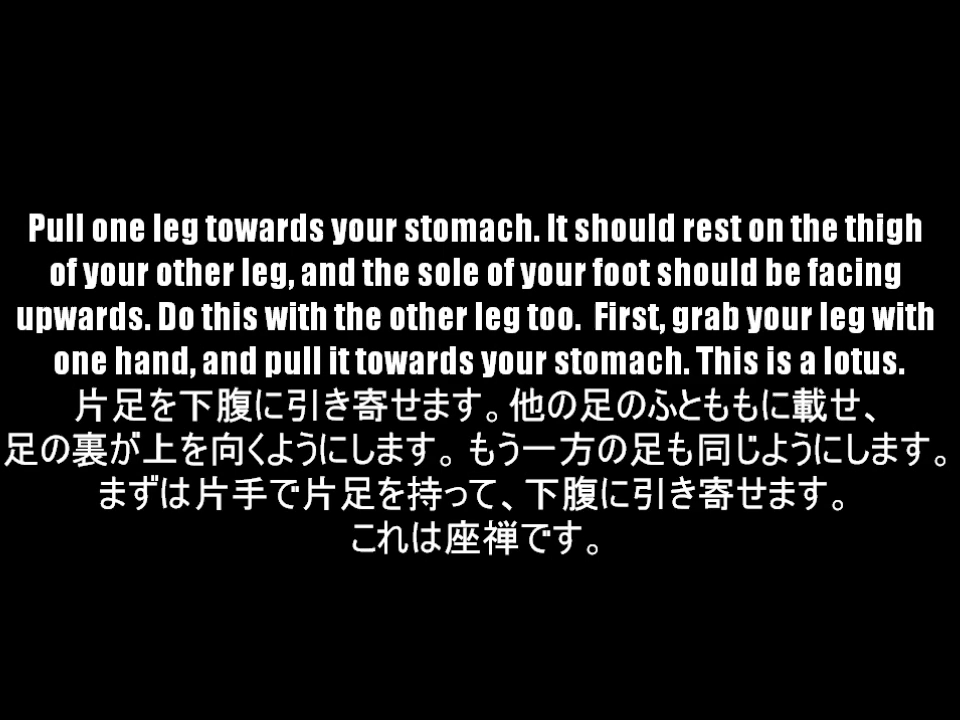 Pull one leg towards your stomach. It should rest on the thigh
of your other leg, and the sole of your foot should be facing
upwards. Do this with the other leg too.  First, grab your leg with
one hand, and pull it towards your stomach. This is a lotus.
片足を下腹に引き寄せます。他の足のふとももに載せ、
足の裏が上を向くようにします。もう一方の足も同じようにします。
まずは片手で片足を持って、下腹に引き寄せます。
これは座禅です。